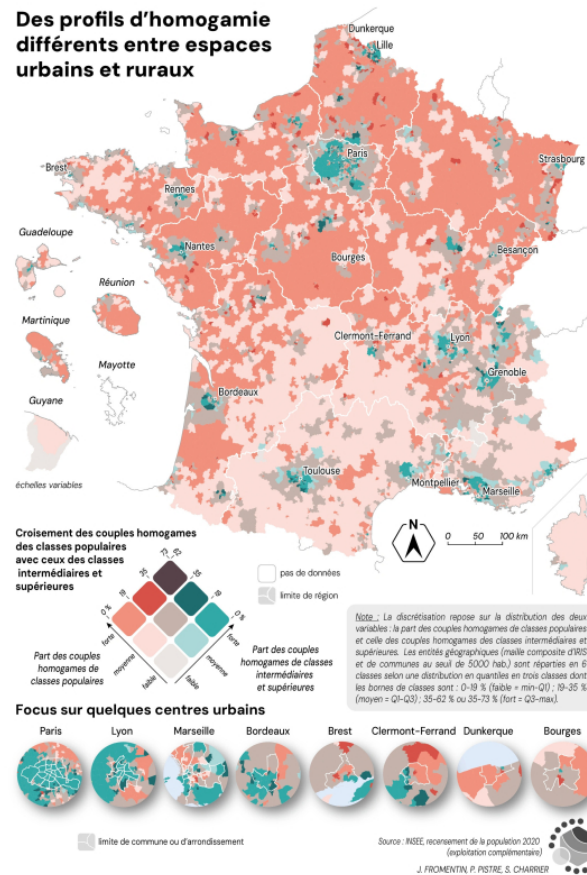 Des profils d'homogamie
différents entre espaces
urbains et ruraux
Dunkerque
Lille
Paris
Strasbourg
Brest
Rennes
Guadeloupe
Nantes
Besançon
Bourges
Réunion
Martinique
Clermont-Ferrand
Lyon
Mayotte
Grenoble
Guyane
Bordeaux
échelles variables
Toulouse
Montpellier
Marseille
N
0 50 100 km
Croisement des couples homogames
des classes populaires
avec ceux des classes
intermédiaires et
supérieures
73 62
35 35
19 19
0 % 0 %
forte forte
moyenne moyenne
faible faible
Part des couples
homogames de
classes populaires
Part des couples
homogames de classes
intermédiaires
et supérieures
pas de données
limite de région
Note : La discrétisation repose sur la distribution des deux
variables : la part des couples homogames de classes populaires
et celle des couples homogames des classes intermédiaires et
supérieures. Les entités géographiques (maille composite d'IRIS
et de communes au seuil de 5000 hab.) sont réparties en 6
classes selon une distribution en quantiles en trois classes dont
les bornes de classes sont : 0-19 % (faible = min-Q1) ; 19-35 %
(moyen = Q1-Q3) ; 35-62 % ou 35-73 % (fort = Q3-max).
Focus sur quelques centres urbains
Paris Lyon Marseille Bordeaux Brest Clermont-Ferrand Dunkerque Bourges
limite de commune ou d'arrondissement
Source : INSEE, recensement de la population 2020
(exploitation complémentaire)
J. FROMENTIN, P. PISTRE, S. CHARRIER